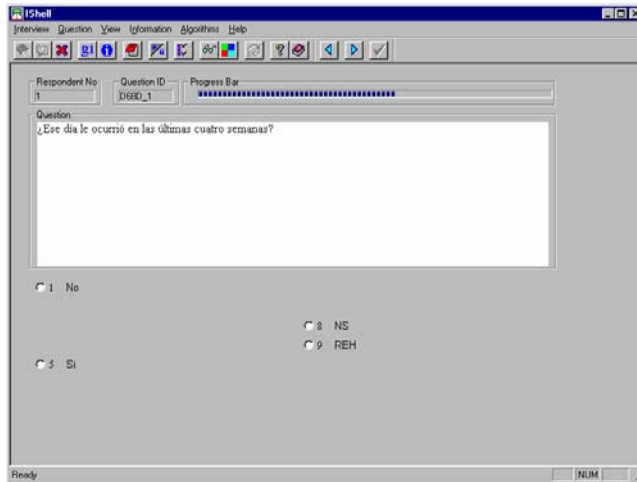 IShell
Interview Question View Information Algorithms Help
Respondent No
1
Question ID
D68D_1
Progress Bar
Question
¿Ese día le ocurrió en las últimas cuatro semanas?
1 No
8 NS
9 REH
5 Si
Ready
NUM